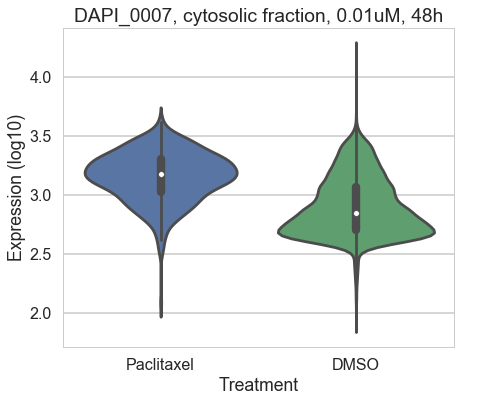 DAPI_0007, cytosolic fraction, 0.01uM, 48h
Expression (log10)
4.0
3.5
3.0
2.5
2.0
Paclitaxel DMSO
Treatment